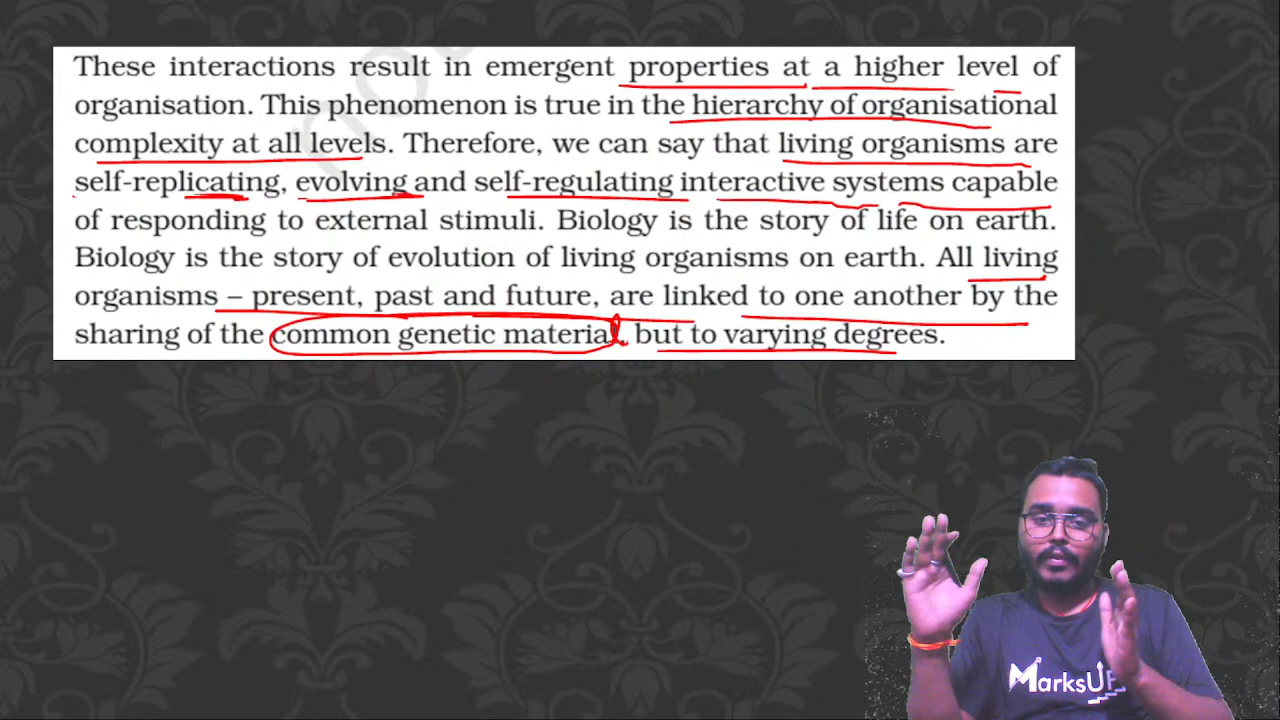 These interactions result in emergent properties at a higher level of
organisation. This phenomenon is true in the hierarchy of organisational
complexity at all levels. Therefore, we can say that living organisms are
self-replicating, evolving and self-regulating interactive systems capable
of responding to external stimuli. Biology is the story of life on earth.
Biology is the story of evolution of living organisms on earth. All living
organisms – present, past and future, are linked to one another by the
sharing of the common genetic material, but to varying degrees.
MarksUP